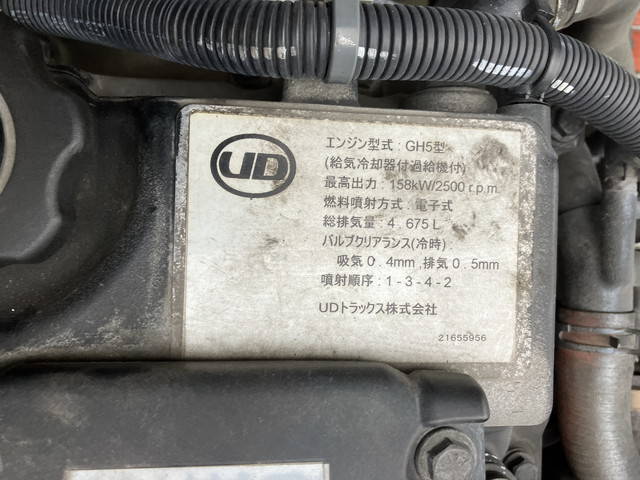 UD
エンジン型式 : GH5型
(給気冷却器付過給機付)
最高出力 : 158kW/2500 r.p.m
燃料噴射方式 : 電子式
総排気量 : 4.675L
バルブクリアランス(冷時) :
吸気0.4mm, 排気0.5mm
噴射順序 : 1-3-4-2
UDトラックス株式会社
21655956